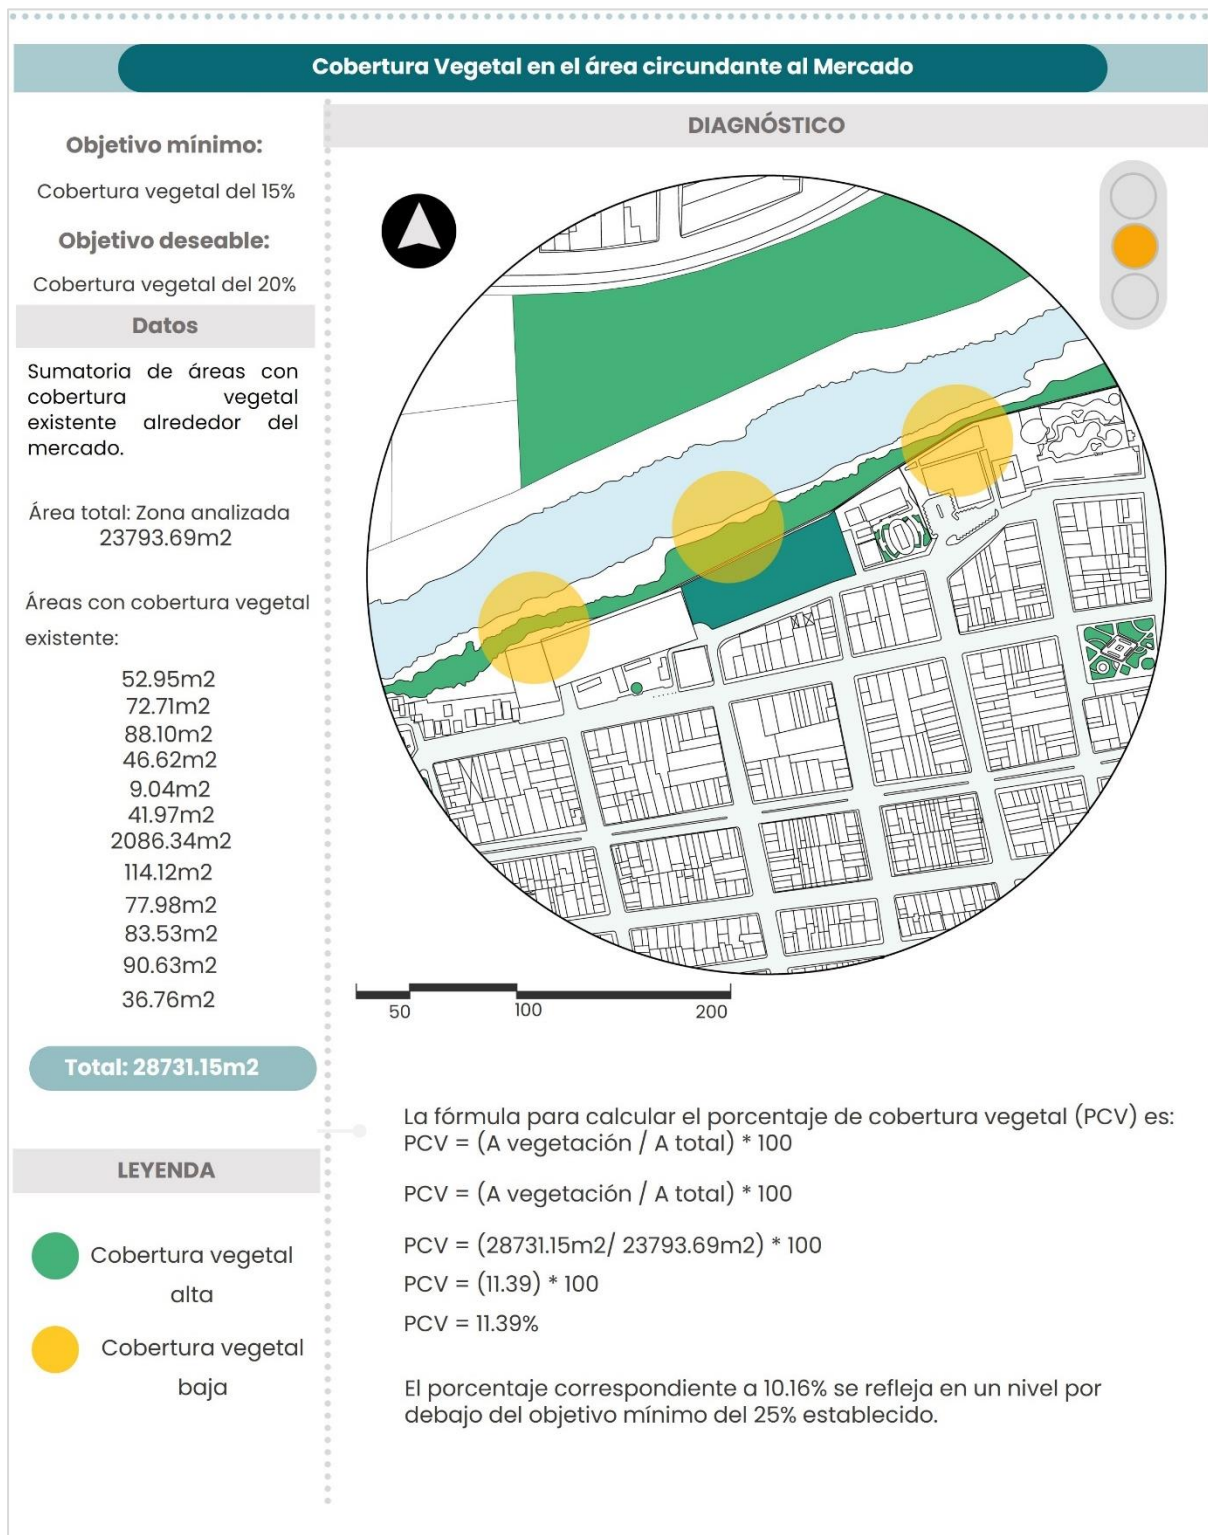 Cobertura Vegetal en el área circundante al Mercado
Objetivo mínimo:
Cobertura vegetal del 15%
Objetivo deseable:
Cobertura vegetal del 20%
Datos
Sumatoria de áreas con
cobertura vegetal
existente alrededor del
mercado.
Área total: Zona analizada
23793.69m2
Áreas con cobertura vegetal
existente:
52.95m2
72.71m2
88.10m2
46.62m2
9.04m2
41.97m2
2086.34m2
114.12m2
77.98m2
83.53m2
90.63m2
36.76m2
Total: 28731.15m2
LEYENDA
Cobertura vegetal
alta
Cobertura vegetal
baja
DIAGNÓSTICO
50
100
200
La fórmula para calcular el porcentaje de cobertura vegetal (PCV) es:
PCV = (A vegetación / A total) * 100
PCV = (A vegetación / A total) * 100
PCV = (28731.15m2/ 23793.69m2) * 100
PCV = (11.39) * 100
PCV = 11.39%
El porcentaje correspondiente a 10.16% se refleja en un nivel por
debajo del objetivo mínimo del 25% establecido.